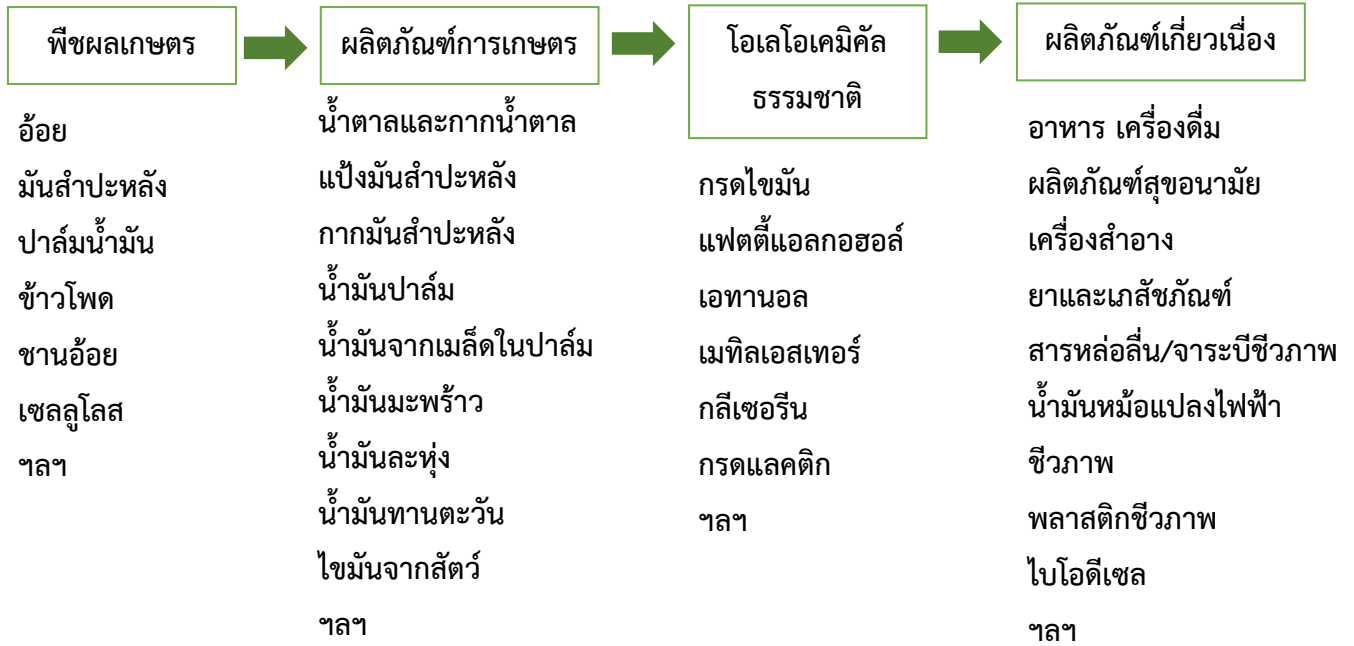 พืชผลเกษตร
อ้อย
มันสำปะหลัง
ปาล์มน้ำมัน
ข้าวโพด
ชานอ้อย
เซลลูโลส
ฯลฯ
ผลิตภัณฑ์การเกษตร
น้ำตาลและกากน้ำตาล
แป้งมันสำปะหลัง
กากมันสำปะหลัง
น้ำมันปาล์ม
น้ำมันจากเมล็ดในปาล์ม
น้ำมันมะพร้าว
น้ำมันละหุ่ง
น้ำมันทานตะวัน
ไขมันจากสัตว์
ฯลฯ
โอเลโอเคมิคัล
ธรรมชาติ
กรดไขมัน
แฟตตี้แอลกอฮอล์
เอทานอล
เมทิลเอสเทอร์
กลีเซอรีน
กรดแลคติก
ฯลฯ
ผลิตภัณฑ์เกี่ยวเนื่อง
อาหาร เครื่องดื่ม
ผลิตภัณฑ์สุขอนามัย
เครื่องสำอาง
ยาและเภสัชภัณฑ์
สารหล่อลื่น/จาระบีชีวภาพ
น้ำมันหม้อแปลงไฟฟ้า
ชีวภาพ
พลาสติกชีวภาพ
ไบโอดีเซล
ฯลฯ